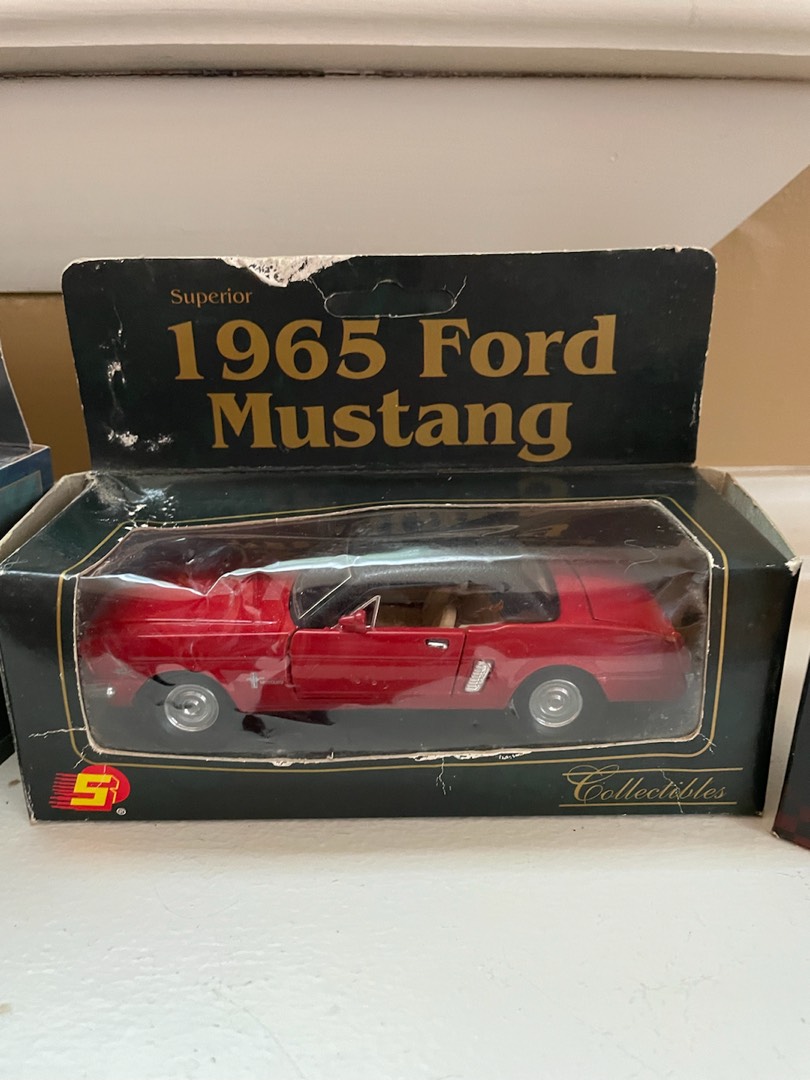 Superior
1965 Ford
Mustang
S
®
Collectibles